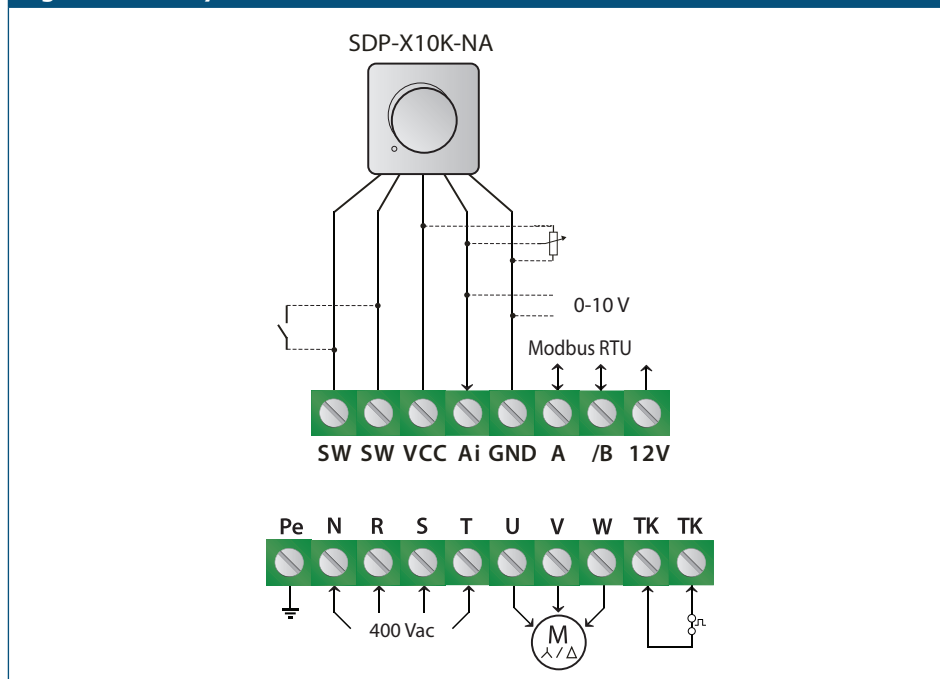 SDP-X10K-NA
0-10 V
Modbus RTU
SW SW VCC Ai GND A /B 12V
Pe N R S T U V W TK TK
400 Vac
M